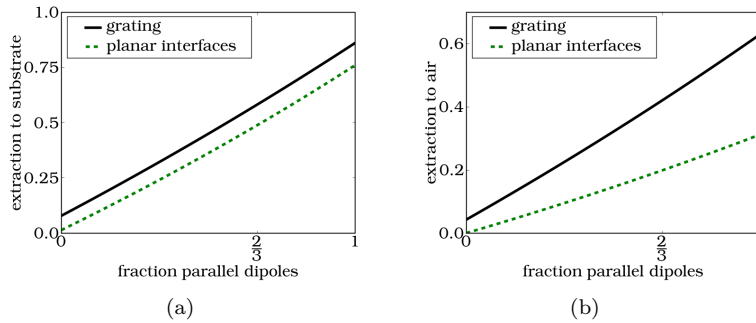 extraction to substrate
1.0
0.75
0.5
0.25
0.0
grating
planar interfaces
0
2/3
1
fraction parallel dipoles
(a)
extraction to air
0.6
0.4
0.2
0.0
grating
planar interfaces
0
2/3
fraction parallel dipoles
(b)